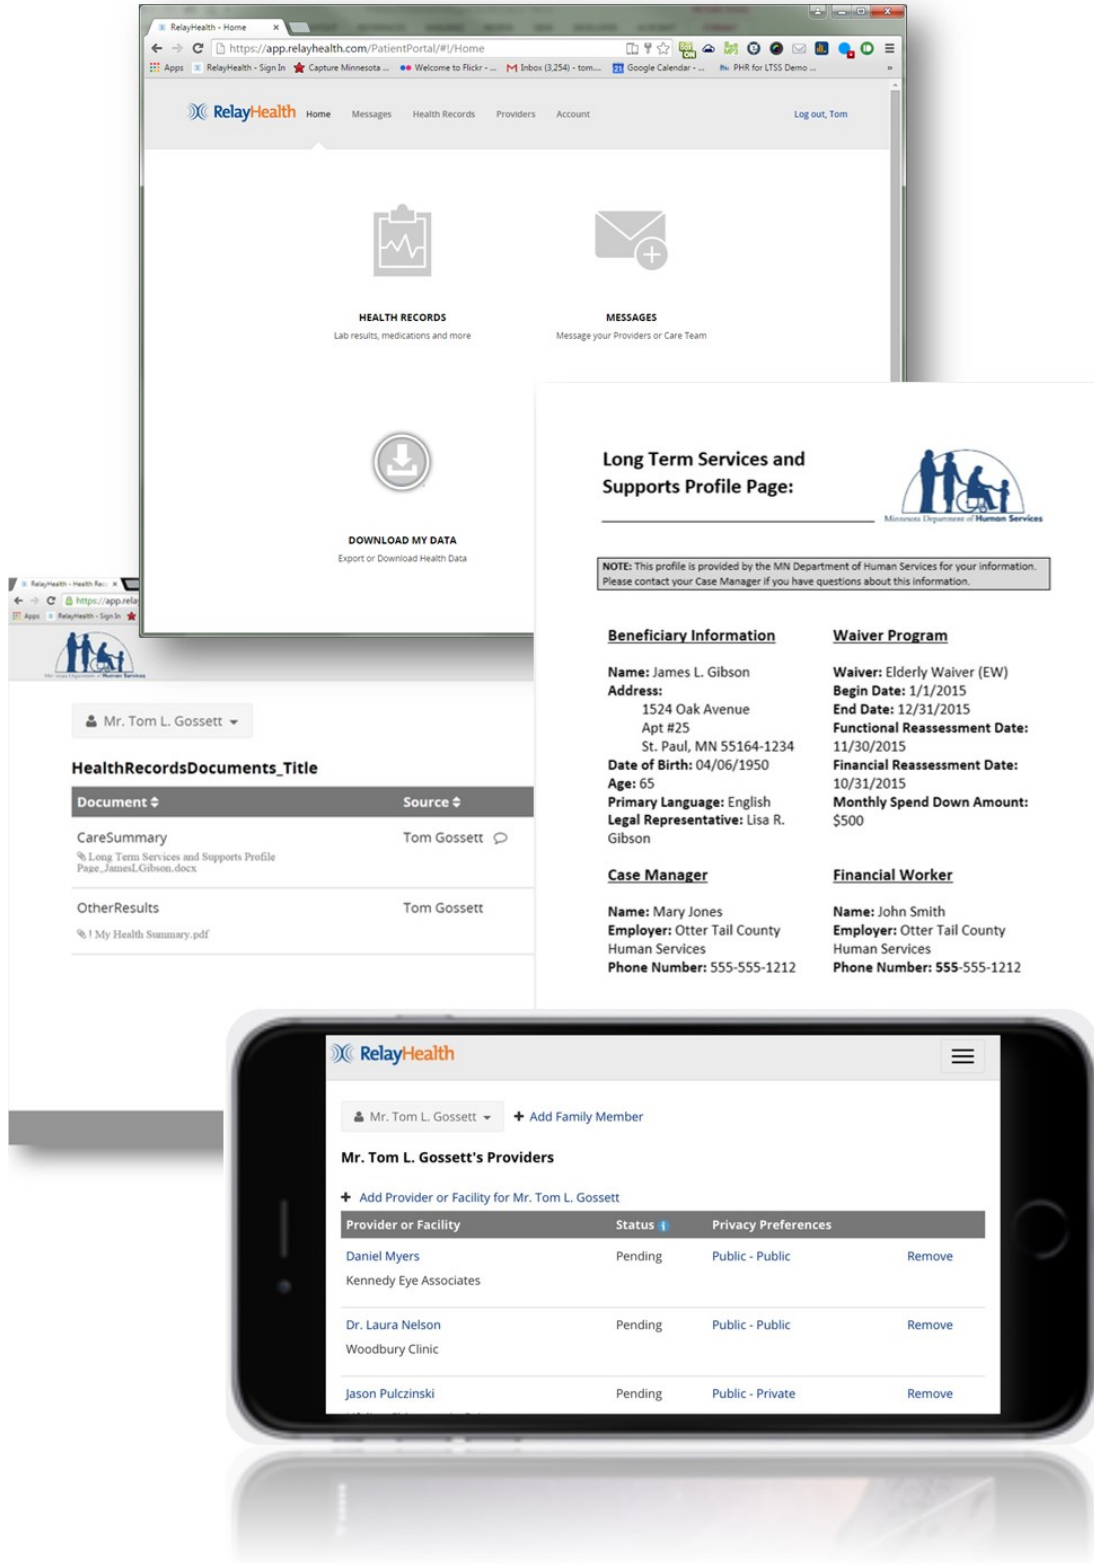 RelayHealth - Home
https://app.relayhealth.com/PatientPortal/#!/Home
Apps RelayHealth - Sign In Capture Minnesota ... Welcome to Flickr - ... Inbox (3,254) - tom.... Google Calendar - ... PHR for LTSS Demo ...
RelayHealth Home Messages Health Records Providers Account Log out, Tom
HEALTH RECORDS
Lab results, medications and more
MESSAGES
Message your Providers or Care Team
DOWNLOAD MY DATA
Export or Download Health Data
Long Term Services and
Supports Profile Page:
Minnesota Department of Human Services
NOTE: This profile is provided by the MN Department of Human Services for your information.
Please contact your Case Manager if you have questions about this information.
Beneficiary Information
Name: James L. Gibson
Address:
1524 Oak Avenue
Apt #25
St. Paul, MN 55164-1234
Date of Birth: 04/06/1950
Age: 65
Primary Language: English
Legal Representative: Lisa R.
Gibson
Waiver Program
Waiver: Elderly Waiver (EW)
Begin Date: 1/1/2015
End Date: 12/31/2015
Functional Reassessment Date:
11/30/2015
Financial Reassessment Date:
10/31/2015
Monthly Spend Down Amount:
$500
Case Manager
Name: Mary Jones
Employer: Otter Tail County
Human Services
Phone Number: 555-555-1212
Financial Worker
Name: John Smith
Employer: Otter Tail County
Human Services
Phone Number: 555-555-1212
RelayHealth - Health Rec
https://app.rela
Apps RelayHealth - Sign In
Minnesota Department of Human Services
Mr. Tom L. Gossett
HealthRecordsDocuments_Title
Document Source
CareSummary Tom Gossett
Long Term Services and Supports Profile
Page_JamesLGibson.docx
OtherResults Tom Gossett
! My Health Summary.pdf
RelayHealth
Mr. Tom L. Gossett + Add Family Member
Mr. Tom L. Gossett's Providers
+ Add Provider or Facility for Mr. Tom L. Gossett
Provider or Facility Status i Privacy Preferences
Daniel Myers Pending Public - Public Remove
Kennedy Eye Associates
Dr. Laura Nelson Pending Public - Public Remove
Woodbury Clinic
Jason Pulczinski Pending Public - Private Remove